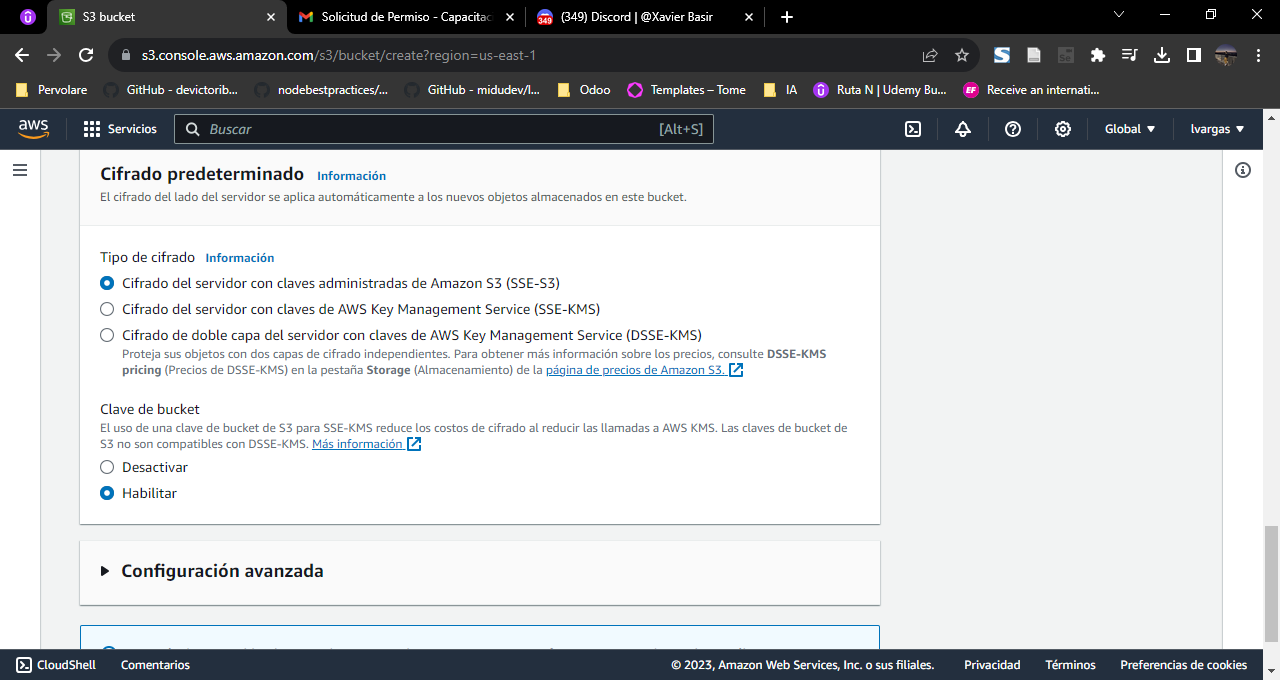 S3 bucket
Solicitud de Permiso - Capacitac
(349) Discord | @Xavier Basir
s3.console.aws.amazon.com/s3/bucket/create?region=us-east-1
Pervolare
GitHub - devictorib...
nodebestpractices/...
GitHub - midudev/l...
Odoo
Templates – Tome
IA
Ruta N | Udemy Bu...
Receive an internati...
aws
Servicios
Buscar
[Alt+S]
Global
lvargas
Cifrado predeterminado Información
El cifrado del lado del servidor se aplica automáticamente a los nuevos objetos almacenados en este bucket.
Tipo de cifrado Información
Cifrado del servidor con claves administradas de Amazon S3 (SSE-S3)
Cifrado del servidor con claves de AWS Key Management Service (SSE-KMS)
Cifrado de doble capa del servidor con claves de AWS Key Management Service (DSSE-KMS)
Proteja sus objetos con dos capas de cifrado independientes. Para obtener más información sobre los precios, consulte DSSE-KMS
pricing (Precios de DSSE-KMS) en la pestaña Storage (Almacenamiento) de la página de precios de Amazon S3.
Clave de bucket
El uso de una clave de bucket de S3 para SSE-KMS reduce los costos de cifrado al reducir las llamadas a AWS KMS. Las claves de bucket de
S3 no son compatibles con DSSE-KMS. Más información
Desactivar
Habilitar
Configuración avanzada
CloudShell
Comentarios
© 2023, Amazon Web Services, Inc. o sus filiales.
Privacidad
Términos
Preferencias de cookies